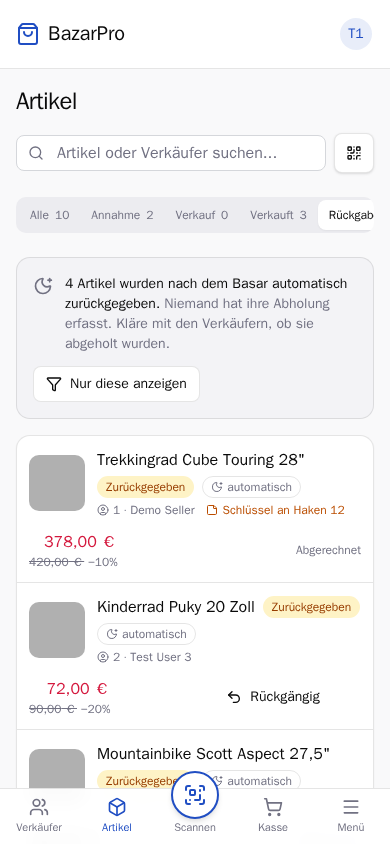 BazarPro
T1
Artikel
Artikel oder Verkäufer suchen...
Alle 10 Annahme 2 Verkauf 0 Verkauft 3 Rückgab
4 Artikel wurden nach dem Basar automatisch
zurückgegeben. Niemand hat ihre Abholung
erfasst. Kläre mit den Verkäufern, ob sie
abgeholt wurden.
Nur diese anzeigen
Trekkingrad Cube Touring 28"
Zurückgegeben automatisch
1 · Demo Seller Schlüssel an Haken 12
378,00 €
420,00 € −10%
Abgerechnet
Kinderrad Puky 20 Zoll Zurückgegeben
automatisch
2 · Test User 3
72,00 €
90,00 € −20%
Rückgängig
Mountainbike Scott Aspect 27,5"
Zurückgegebe automatisch
Verkäufer Artikel Scannen Kasse Menü